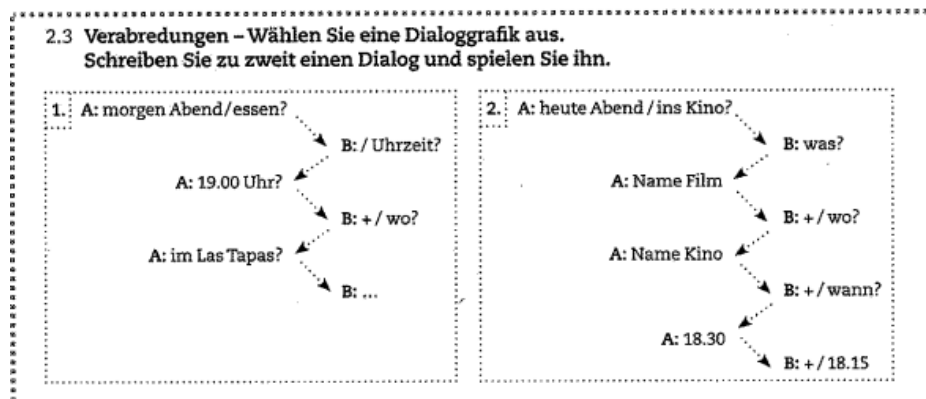 2.3 Verabredungen – Wählen Sie eine Dialoggrafik aus.
Schreiben Sie zu zweit einen Dialog und spielen Sie ihn.
1. A: morgen Abend/essen?
B: / Uhrzeit?
A: 19.00 Uhr?
B: + / wo?
A: im Las Tapas?
B: ...
2. A: heute Abend / ins Kino?
B: was?
A: Name Film
B: + / wo?
A: Name Kino
B: + / wann?
A: 18.30
B: + / 18.15